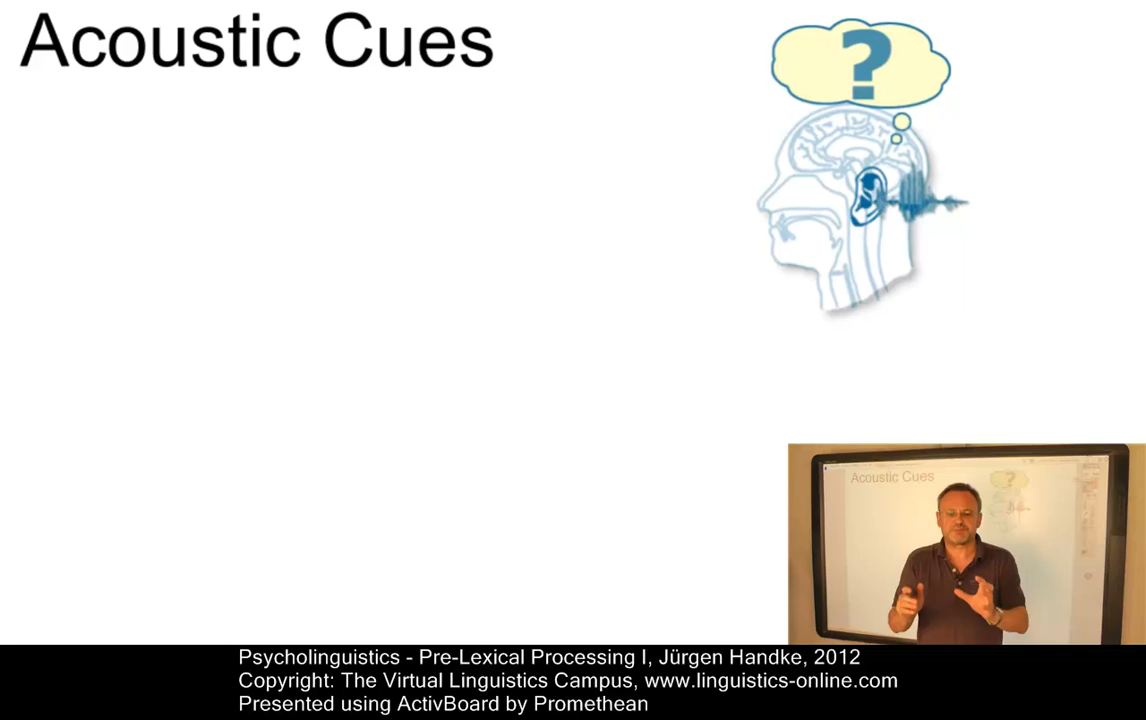 Acoustic Cues
?
Acoustic Cues
?
Psycholinguistics - Pre-Lexical Processing I, Jürgen Handke, 2012
Copyright: The Virtual Linguistics Campus, www.linguistics-online.com
Presented using ActivBoard by Promethean